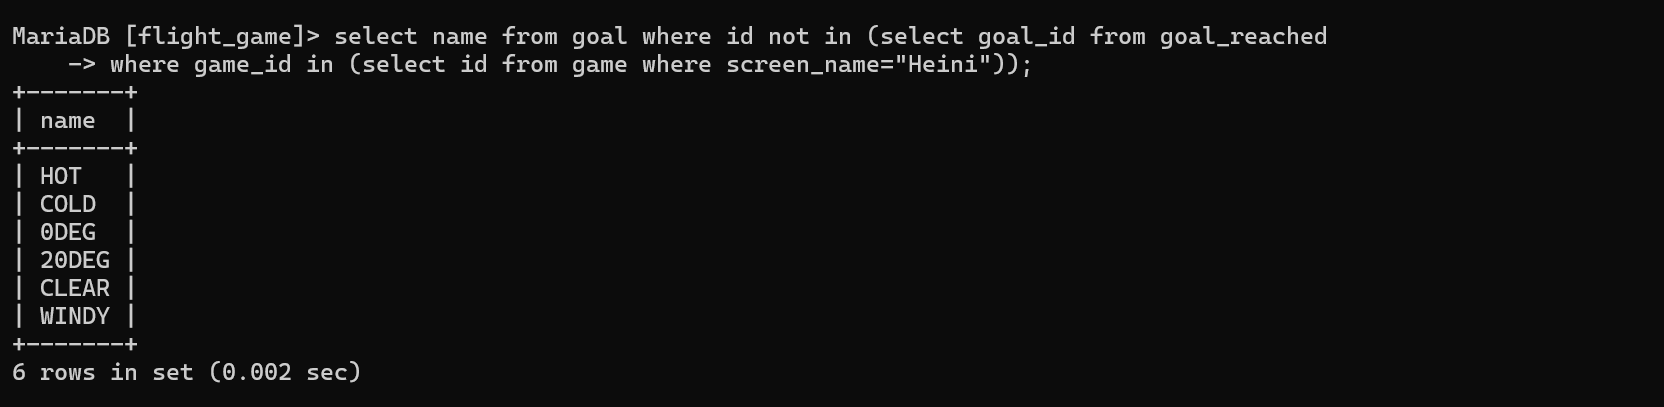 MariaDB [flight_game]> select name from goal where id not in (select goal_id from goal_reached
    -> where game_id in (select id from game where screen_name="Heini"));
+-------+
| name  |
+-------+
| HOT   |
| COLD  |
| 0DEG  |
| 20DEG |
| CLEAR |
| WINDY |
+-------+
6 rows in set (0.002 sec)